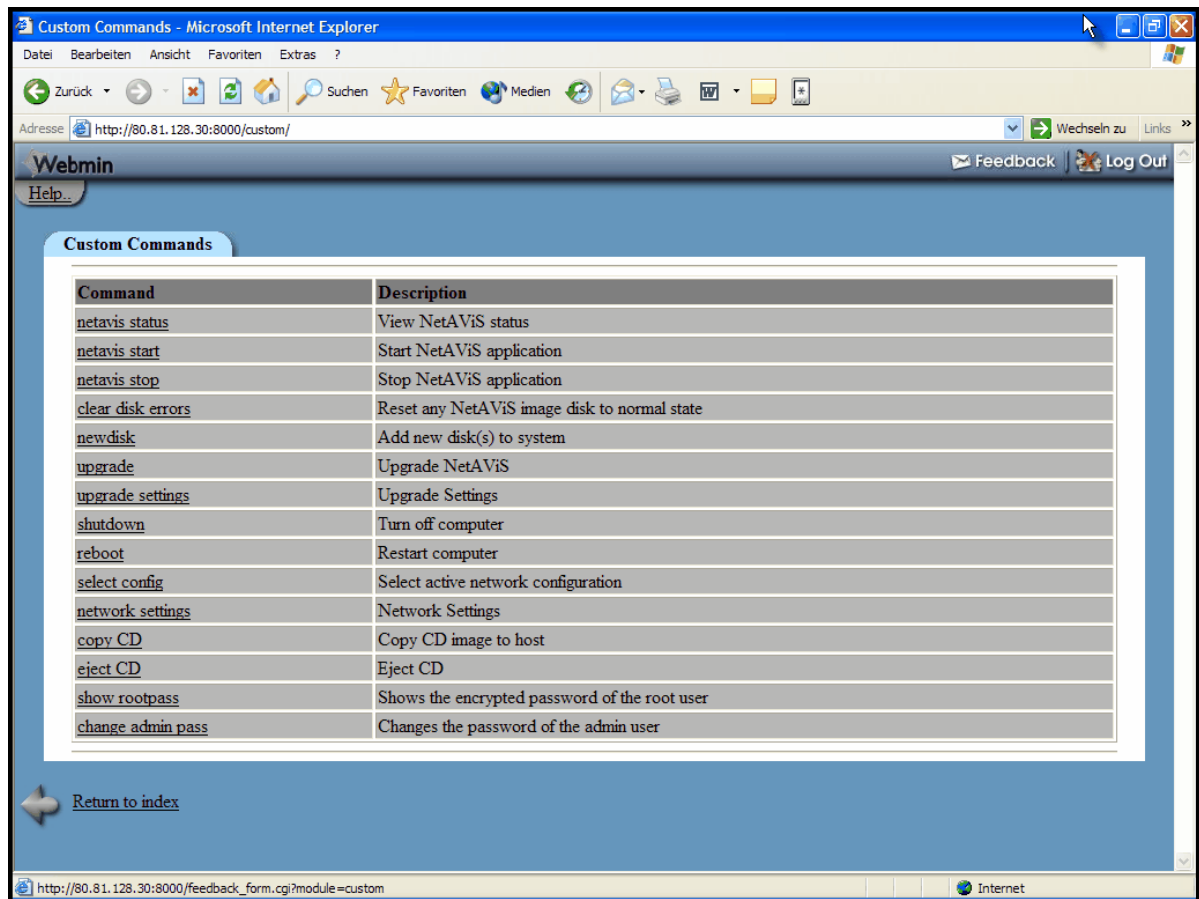 Custom Commands - Microsoft Internet Explorer
Datei Bearbeiten Ansicht Favoriten Extras ?
Zurück Suchen Favoriten Medien
Adresse http://80.81.128.30:8000/custom/ Wechseln zu Links »
Webmin Feedback Log Out
Help..
Custom Commands
Command Description
netavis status View NetAViS status
netavis start Start NetAViS application
netavis stop Stop NetAViS application
clear disk errors Reset any NetAViS image disk to normal state
newdisk Add new disk(s) to system
upgrade Upgrade NetAViS
upgrade settings Upgrade Settings
shutdown Turn off computer
reboot Restart computer
select config Select active network configuration
network settings Network Settings
copy CD Copy CD image to host
eject CD Eject CD
show rootpass Shows the encrypted password of the root user
change admin pass Changes the password of the admin user
Return to index
http://80.81.128.30:8000/feedback_form.cgi?module=custom Internet